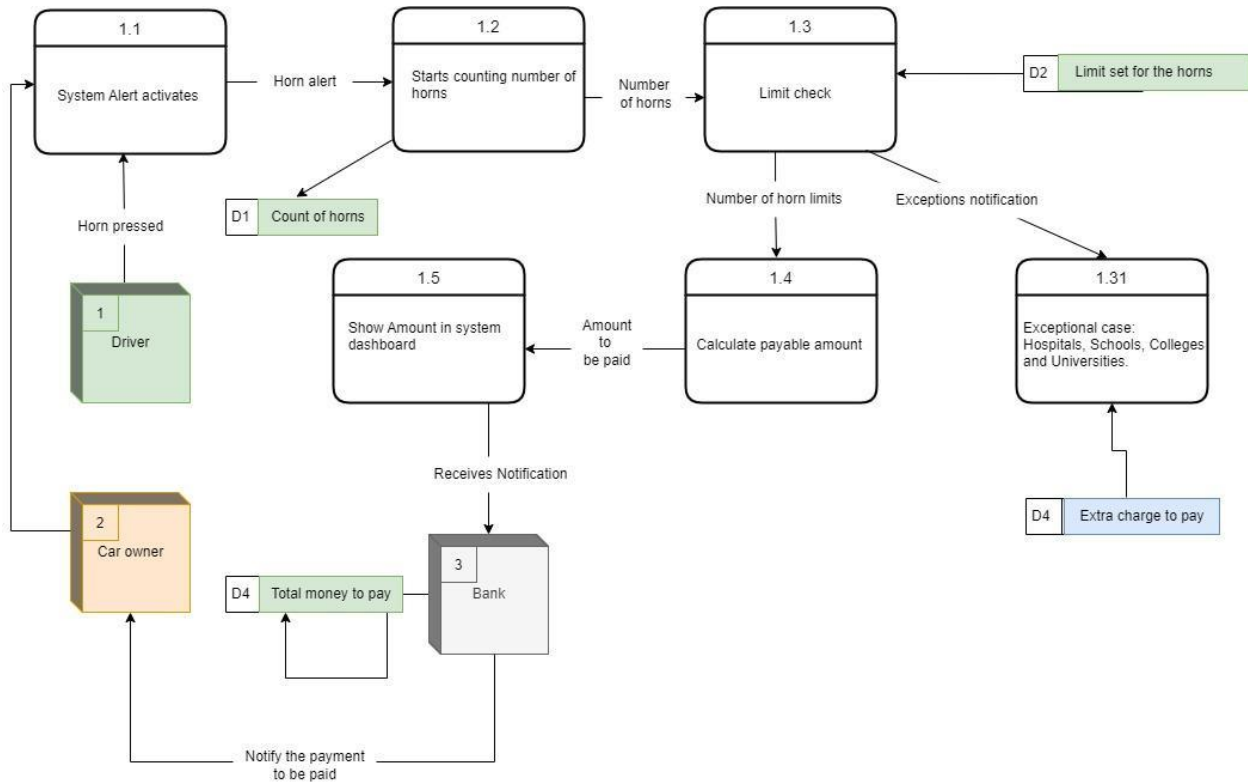 1.1
System Alert activates
Horn alert
1.2
Starts counting number of
horns
Number
of horns
1.3
Limit check
D2
Limit set for the horns
Horn pressed
D1
Count of horns
Number of horn limits
Exceptions notification
1
Driver
1.5
Show Amount in system
dashboard
Amount
to
be paid
1.4
Calculate payable amount
1.31
Exceptional case:
Hospitals, Schools, Colleges
and Universities.
Receives Notification
2
Car owner
D4
Extra charge to pay
D4
Total money to pay
3
Bank
Notify the payment
to be paid